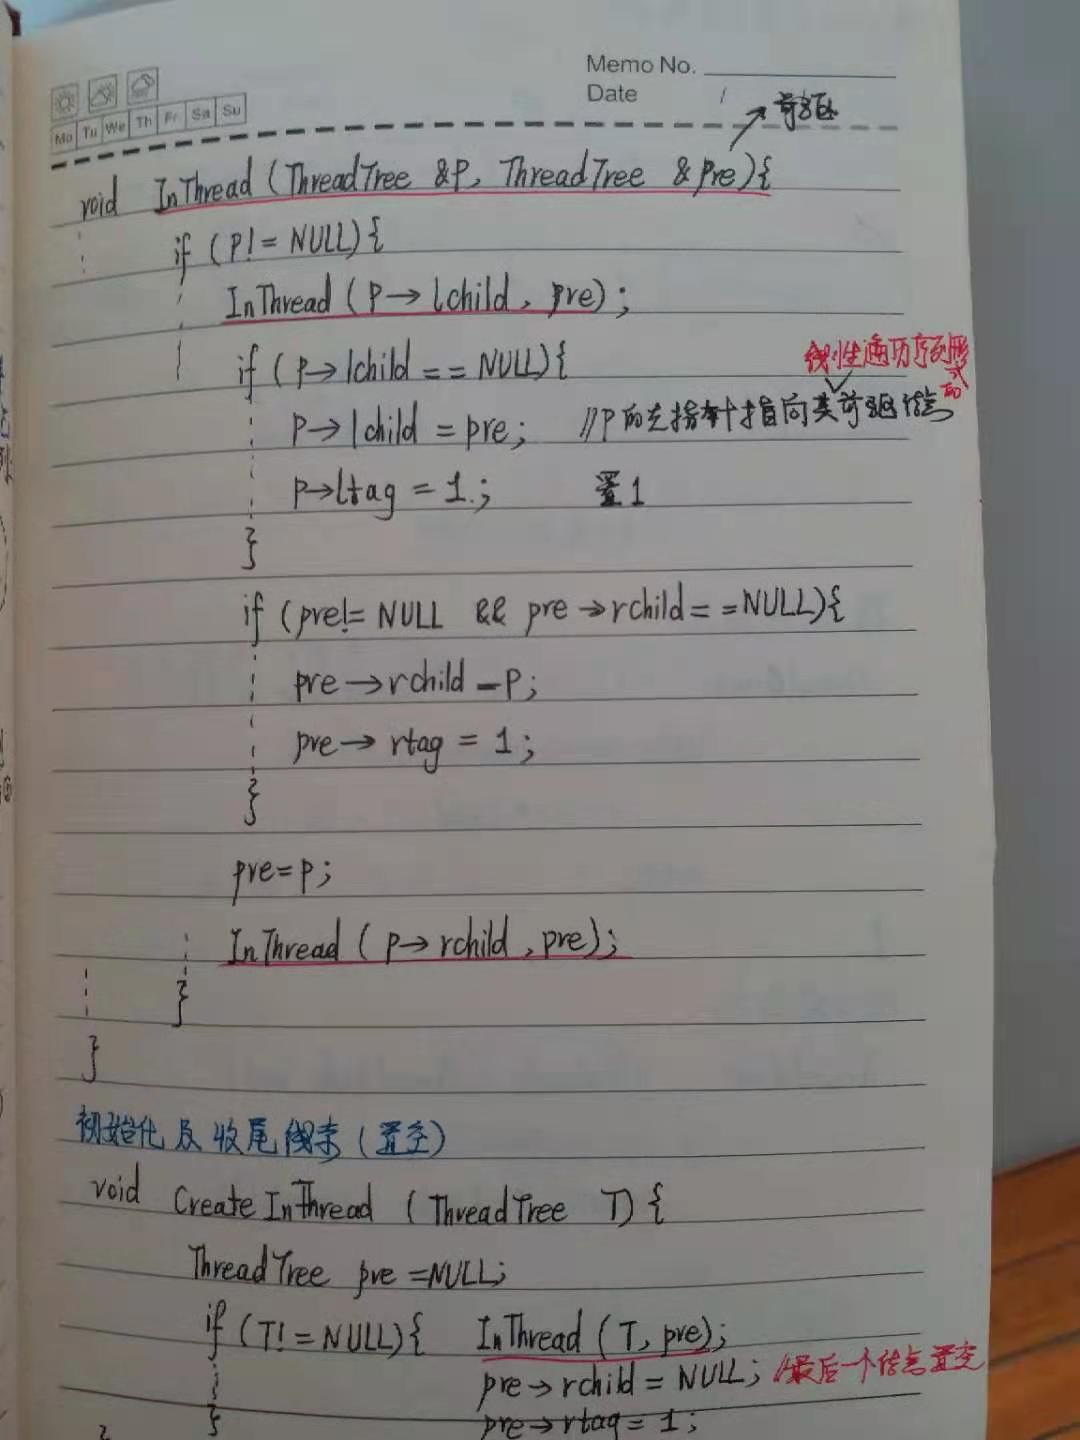 Memo No.
Date /
Mo Tu We Th Fr Sa Su
前驱
void InThread (ThreadTree &P, ThreadTree &pre){
if (P!= NULL){
InThread (P→lchild, pre);
if (P→lchild == NULL){
线性遍历序列形式的
P→lchild = pre; //P的左指针指向其前驱结点
P→ltag = 1; 置1
}
if (pre!= NULL && pre→rchild==NULL){
pre→rchild - P;
pre→rtag = 1;
}
pre=p;
InThread (P→rchild, pre);
}
}
初始化及收尾线索(置空)
void CreateInThread (ThreadTree T){
ThreadTree pre =NULL;
if (T!= NULL){ InThread (T, pre);
pre→rchild = NULL; //最后一个结点置空
pre→rtag = 1;
}
}